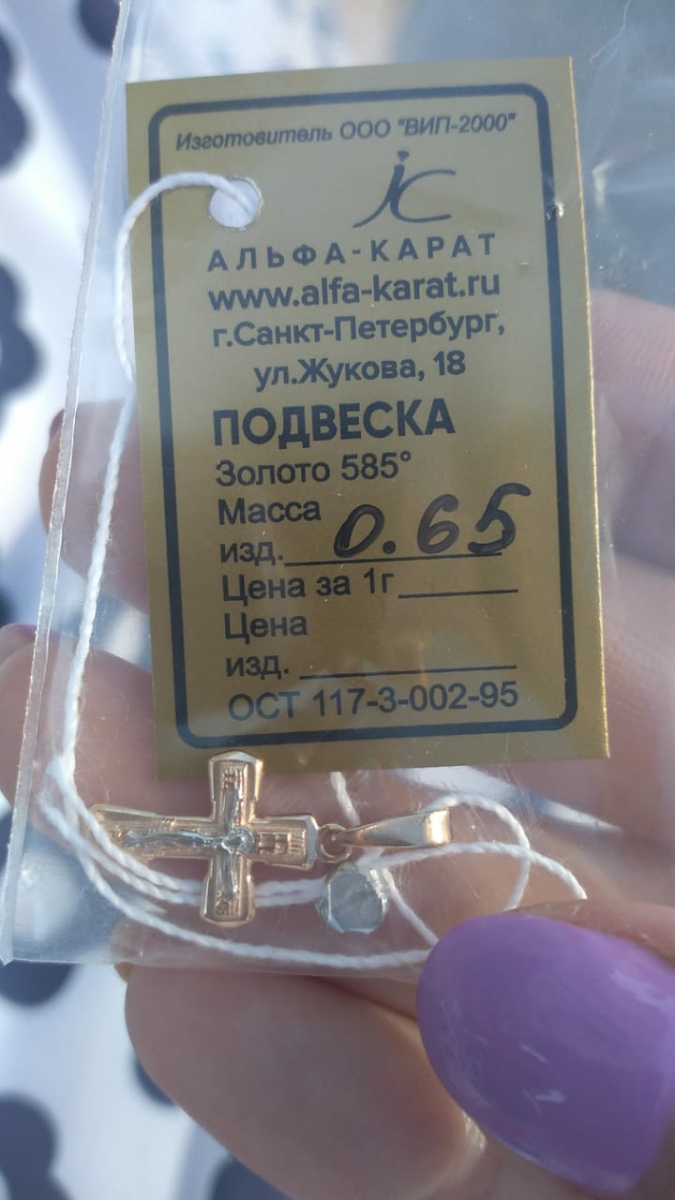 Изготовитель ООО "ВИП-2000"
АЛЬФА-КАРАТ
www.alfa-karat.ru
г.Санкт-Петербург,
ул.Жукова, 18
ПОДВЕСКА
Золото 585°
Масса
изд. 0.65
Цена за 1г
Цена
изд.
ОСТ 117-3-002-95